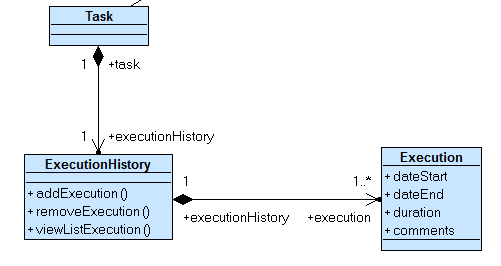 Task
1 +task
1 +executionHistory
ExecutionHistory
+ addExecution ()
+ removeExecution ()
+ viewListExecution ()
1
+executionHistory
1..*
+execution
Execution
+ dateStart
+ dateEnd
+ duration
+ comments